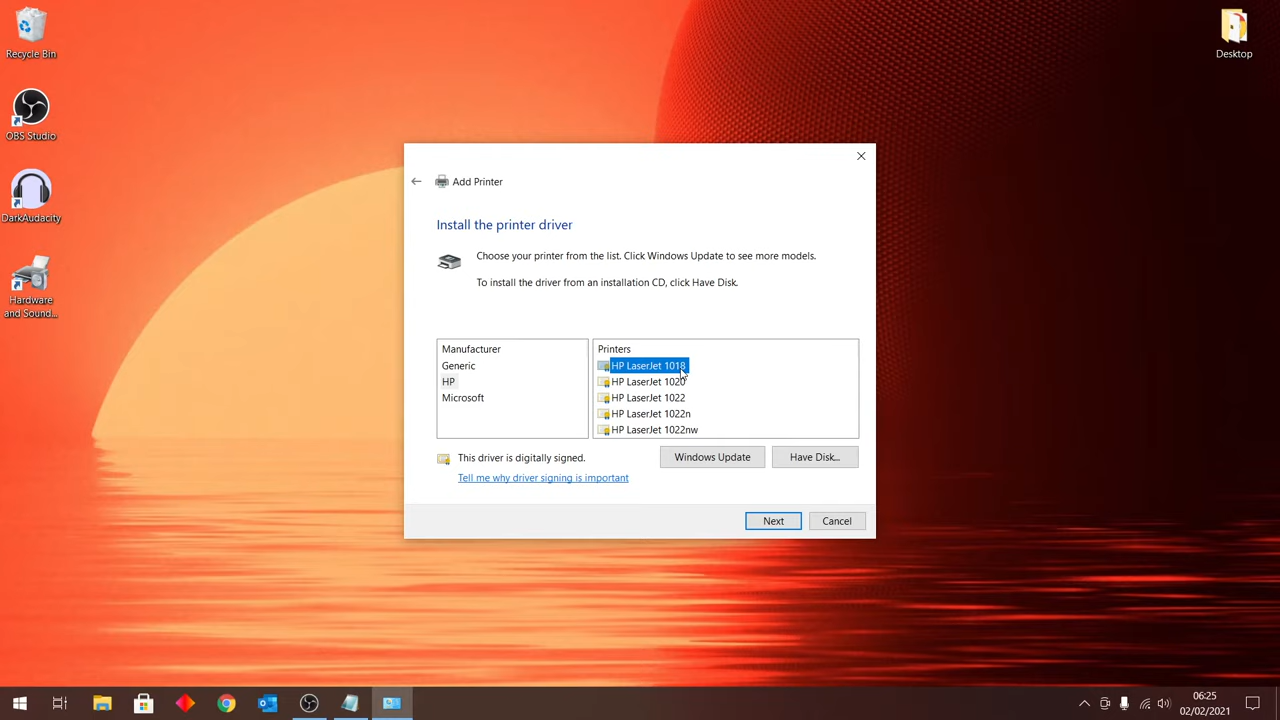 Recycle Bin
OBS Studio
DarkAudacity
Hardware
and Sound...
Desktop
Add Printer
Install the printer driver
Choose your printer from the list. Click Windows Update to see more models.
To install the driver from an installation CD, click Have Disk.
Manufacturer
Generic
HP
Microsoft
Printers
HP LaserJet 1018
HP LaserJet 1020
HP LaserJet 1022
HP LaserJet 1022n
HP LaserJet 1022nw
This driver is digitally signed.
Tell me why driver signing is important
Windows Update
Have Disk...
Next
Cancel
06:25
02/02/2021